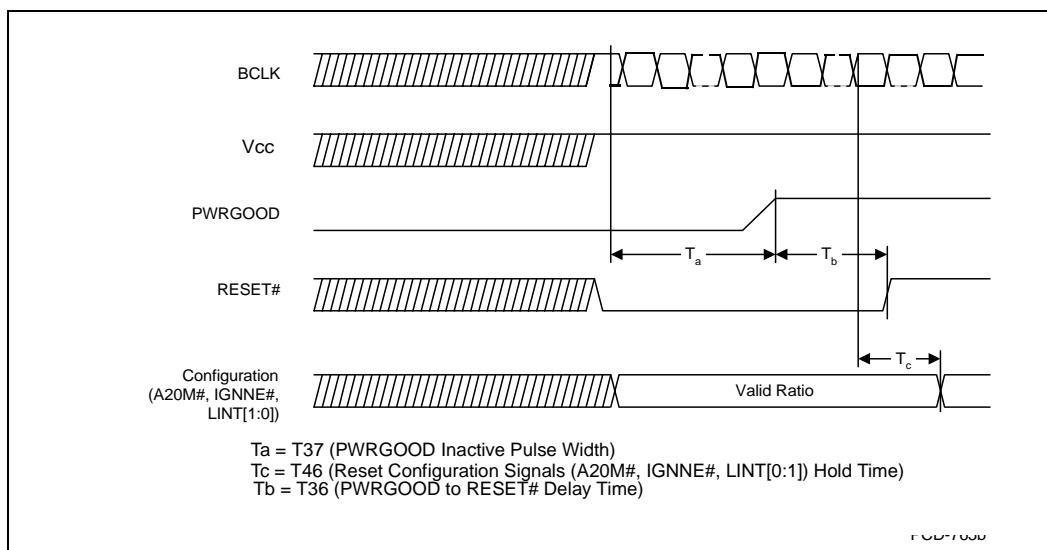 BCLK
Vcc
PWRGOOD
Ta
Tb
RESET#
Tc
Configuration
(A20M#, IGNNE#,
LINT[1:0])
Valid Ratio
Ta = T37 (PWRGOOD Inactive Pulse Width)
Tc = T46 (Reset Configuration Signals (A20M#, IGNNE#, LINT[0:1]) Hold Time)
Tb = T36 (PWRGOOD to RESET# Delay Time)